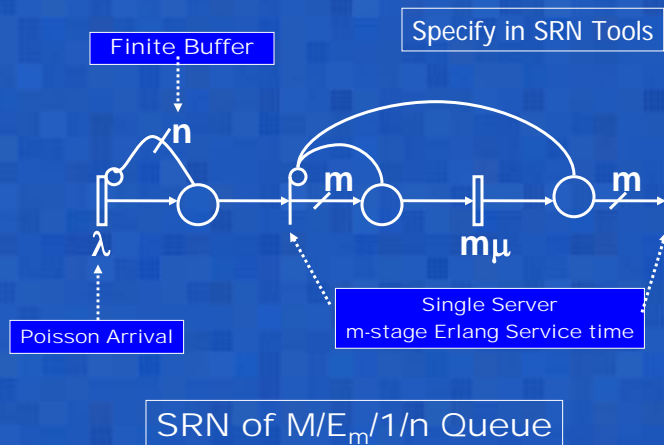 Specify in SRN Tools
Finite Buffer
n
m
m
λ
mμ
Poisson Arrival
Single Server
m-stage Erlang Service time
SRN of M/Eₘ/1/n Queue